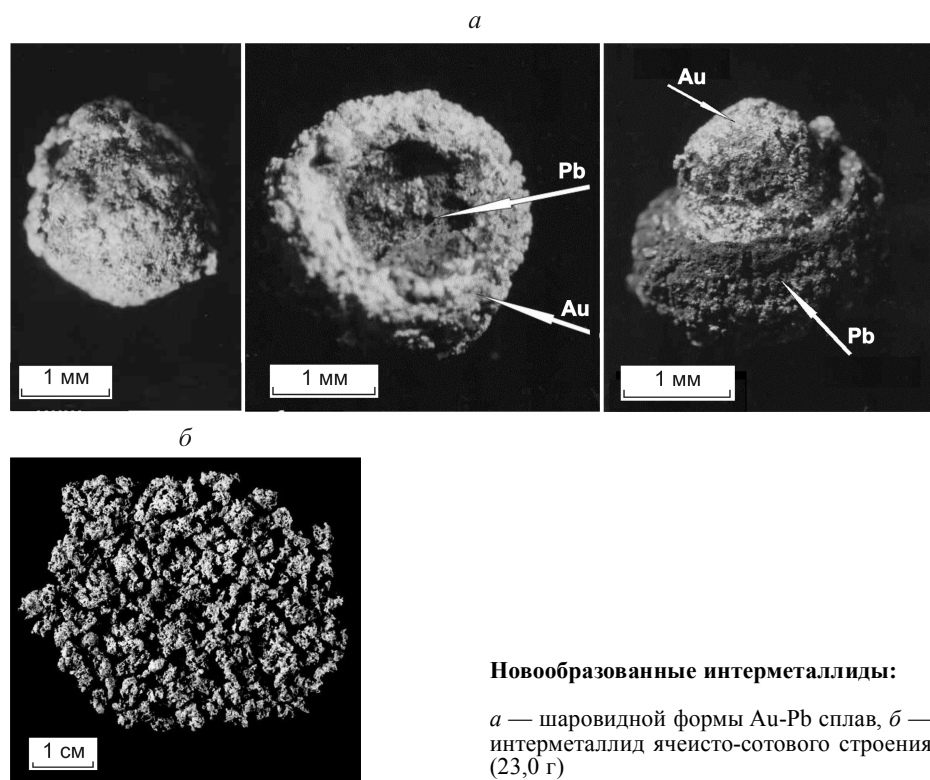 а
Pb
Au
Au
Pb
1 мм
1 мм
1 мм
б
1 см
Новообразованные интерметаллиды:
а — шаровидной формы Au-Pb сплав, б —
интерметаллид ячеисто-сотового строения
(23,0 г)